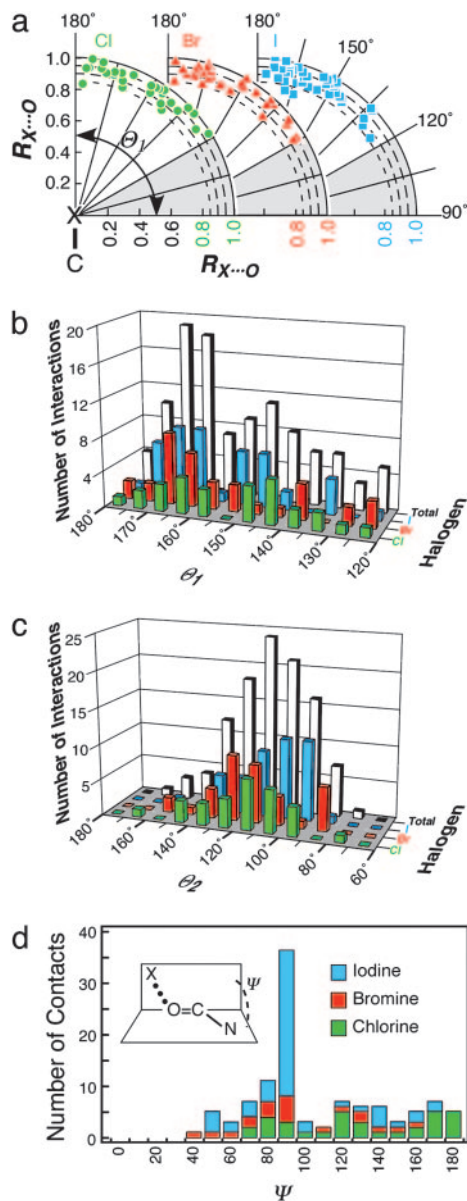 a
180° 180° 180°
Cl Br I
150°
120°
90°
1.0
0.8
0.6
0.4
0.2
R_X...O
Θ1
X
C
0.2 0.4 0.6 0.8 1.0 0.8 1.0 0.8 1.0
R_X...O
b
Number of Interactions
20
16
12
8
4
180° 170° 160° 150° 140° 130° 120°
Θ1
Total
I
Br
Cl
Halogen
c
Number of Interactions
25
20
15
10
5
180° 160° 140° 120° 100° 80° 60°
Θ2
Total
I
Br
Cl
Halogen
d
Number of Contacts
40
30
20
10
0
X
O=C
N
Ψ
Iodine
Bromine
Chlorine
0 20 40 60 80 100 120 140 160 180
Ψ